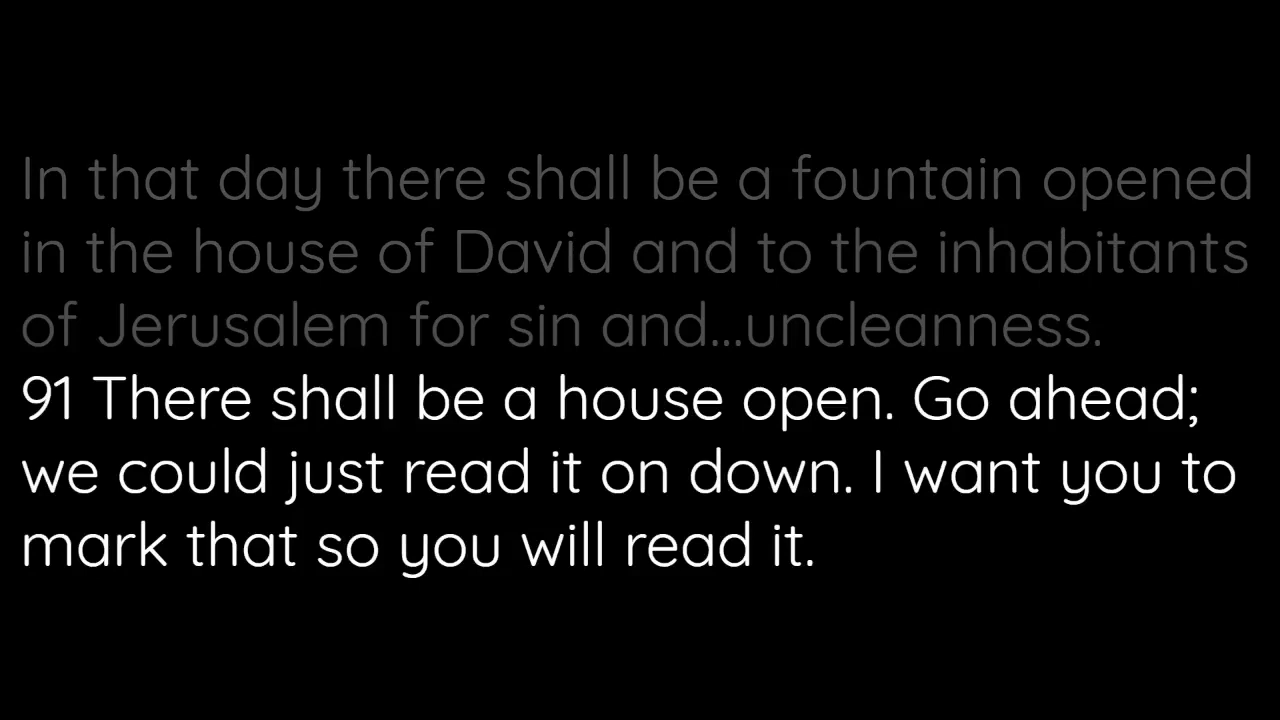 In that day there shall be a fountain opened
in the house of David and to the inhabitants
of Jerusalem for sin and...uncleanness.
91 There shall be a house open. Go ahead;
we could just read it on down. I want you to
mark that so you will read it.